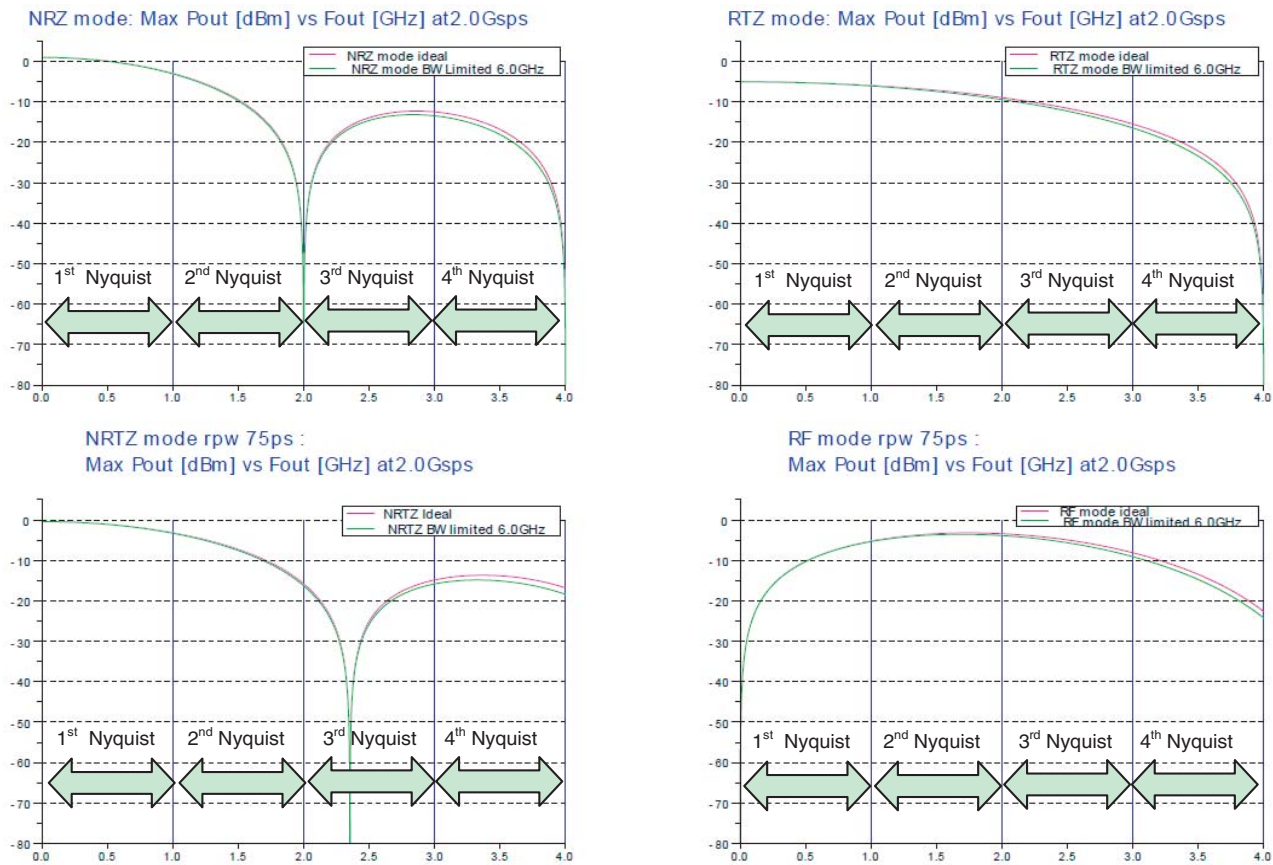 NRZ mode: Max Pout [dBm] vs Fout [GHz] at2.0Gsps
NRZ mode ideal
NRZ mode BW Limited 6.0GHz
0
-10
-20
-30
-40
-50
-60
-70
-80
1st Nyquist
2nd Nyquist
3rd Nyquist
4th Nyquist
0.0 0.5 1.0 1.5 2.0 2.5 3.0 3.5 4.0
RTZ mode: Max Pout [dBm] vs Fout [GHz] at2.0Gsps
RTZ mode ideal
RTZ mode BW limited 6.0GHz
0
-10
-20
-30
-40
-50
-60
-70
-80
1st Nyquist
2nd Nyquist
3rd Nyquist
4th Nyquist
0.0 0.5 1.0 1.5 2.0 2.5 3.0 3.5 4.0
NRTZ mode rpw 75ps :
Max Pout [dBm] vs Fout [GHz] at2.0Gsps
NRTZ Ideal
NRTZ BW limited 6.0GHz
0
-10
-20
-30
-40
-50
-60
-70
-80
1st Nyquist
2nd Nyquist
3rd Nyquist
4th Nyquist
0.0 0.5 1.0 1.5 2.0 2.5 3.0 3.5 4.0
RF mode rpw 75ps :
Max Pout [dBm] vs Fout [GHz] at2.0Gsps
RF mode ideal
RF mode BW limited 6.0GHz
0
-10
-20
-30
-40
-50
-60
-70
-80
1st Nyquist
2nd Nyquist
3rd Nyquist
4th Nyquist
0.0 0.5 1.0 1.5 2.0 2.5 3.0 3.5 4.0